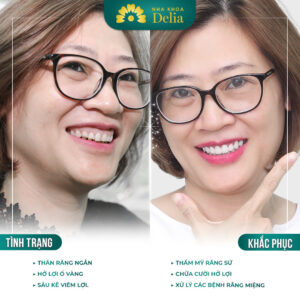 NHA KHOA
Delia
TÌNH TRẠNG
• THÂN RĂNG NGẮN
• HỞ LỢI Ố VÀNG
• SÂU KẼ VIÊM LỢI.
KHẮC PHỤC
• THẨM MỸ RĂNG SỨ
• CHỮA CƯỜI HỞ LỢI
• XỬ LÝ CÁC BỆNH RĂNG MIỆNG